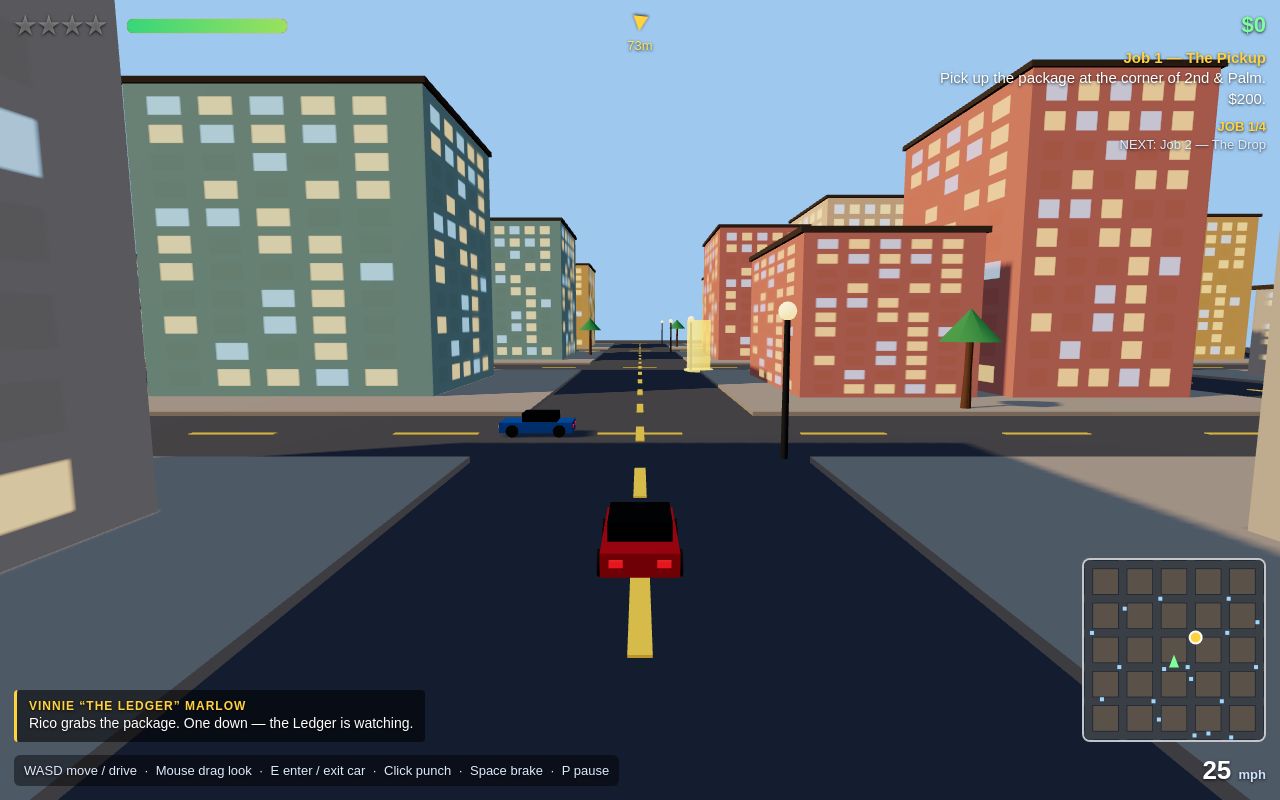 73m
$0
Job 1 — The Pickup
Pick up the package at the corner of 2nd & Palm.
$200.
JOB 1/4
NEXT: Job 2 — The Drop
VINNIE “THE LEDGER” MARLOW
Rico grabs the package. One down — the Ledger is watching.
WASD move / drive · Mouse drag look · E enter / exit car · Click punch · Space brake · P pause
25 mph